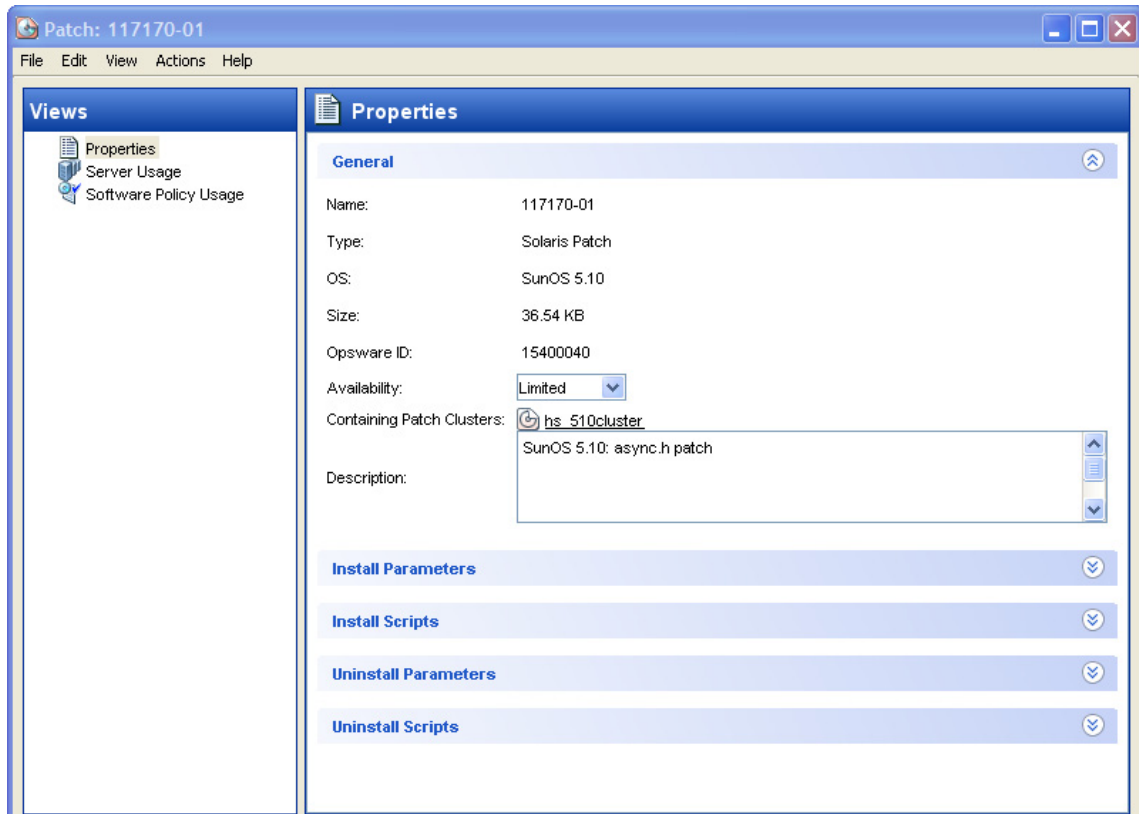 Patch: 117170-01
File Edit View Actions Help
Views
Properties
Server Usage
Software Policy Usage
Properties
General
Name: 117170-01
Type: Solaris Patch
OS: SunOS 5.10
Size: 36.54 KB
Opsware ID: 15400040
Availability: Limited
Containing Patch Clusters: hs_510cluster
Description: SunOS 5.10: async.h patch
Install Parameters
Install Scripts
Uninstall Parameters
Uninstall Scripts